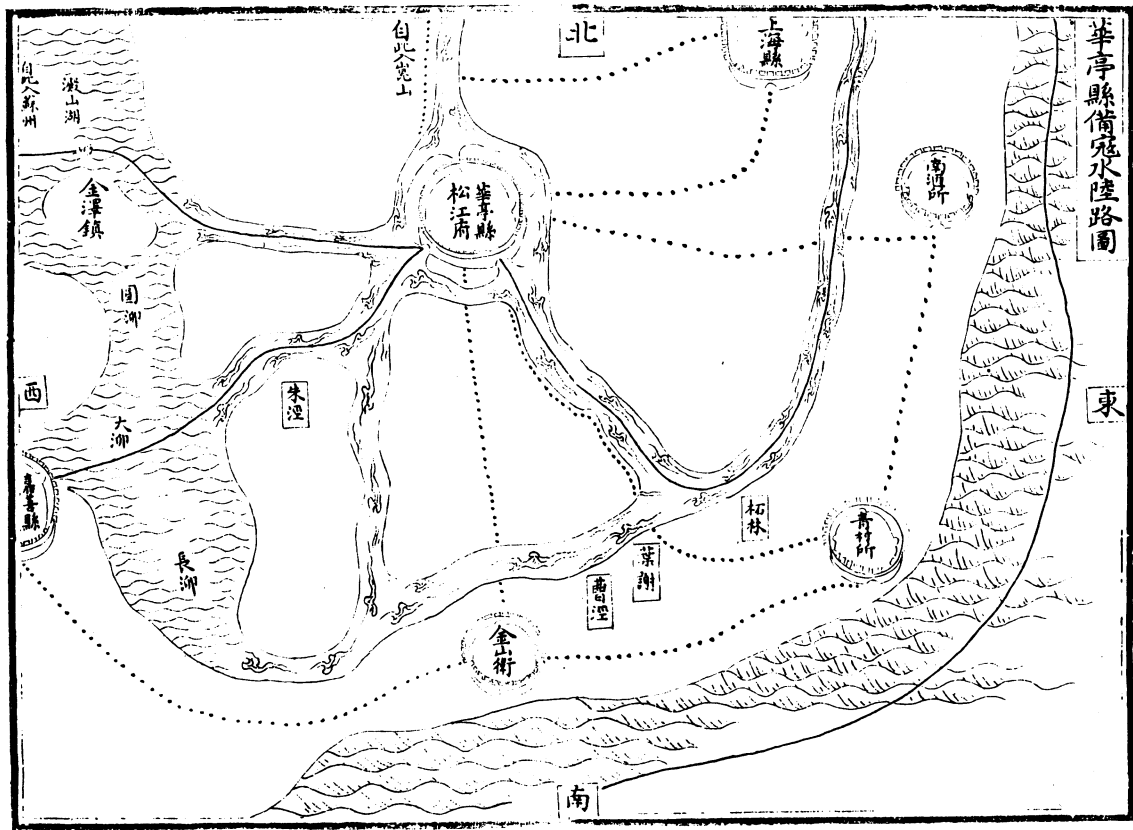 華亭縣備寇水陸路圖
北
上海縣
南汇所
東
自此入崑山
華亭縣
松江府
澱山湖
自此入蘇州
金澤鎮
圓泖
西
朱涇
大泖
嘉善縣
長泖
柘林
青村所
葉謝
曹涇
金山衛
南